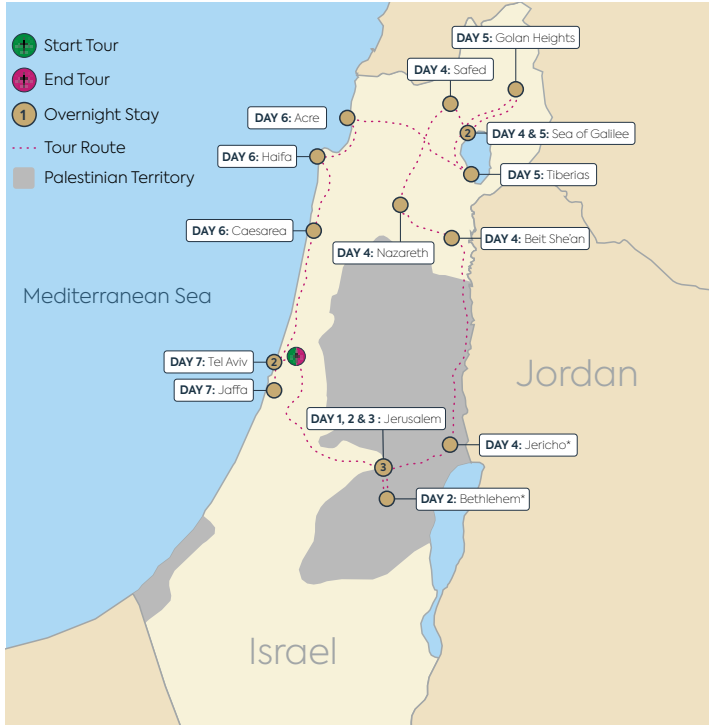 Start Tour
End Tour
1
Overnight Stay
Tour Route
Palestinian Territory
DAY 5: Golan Heights
DAY 4: Safed
DAY 6: Acre
2
DAY 4 & 5: Sea of Galilee
DAY 6: Haifa
DAY 5: Tiberias
DAY 6: Caesarea
DAY 4: Beit She'an
DAY 4: Nazareth
Mediterranean Sea
DAY 7: Tel Aviv
2
Jordan
DAY 7: Jaffa
DAY 1, 2 & 3 : Jerusalem
DAY 4: Jericho*
3
DAY 2: Bethlehem*
Israel